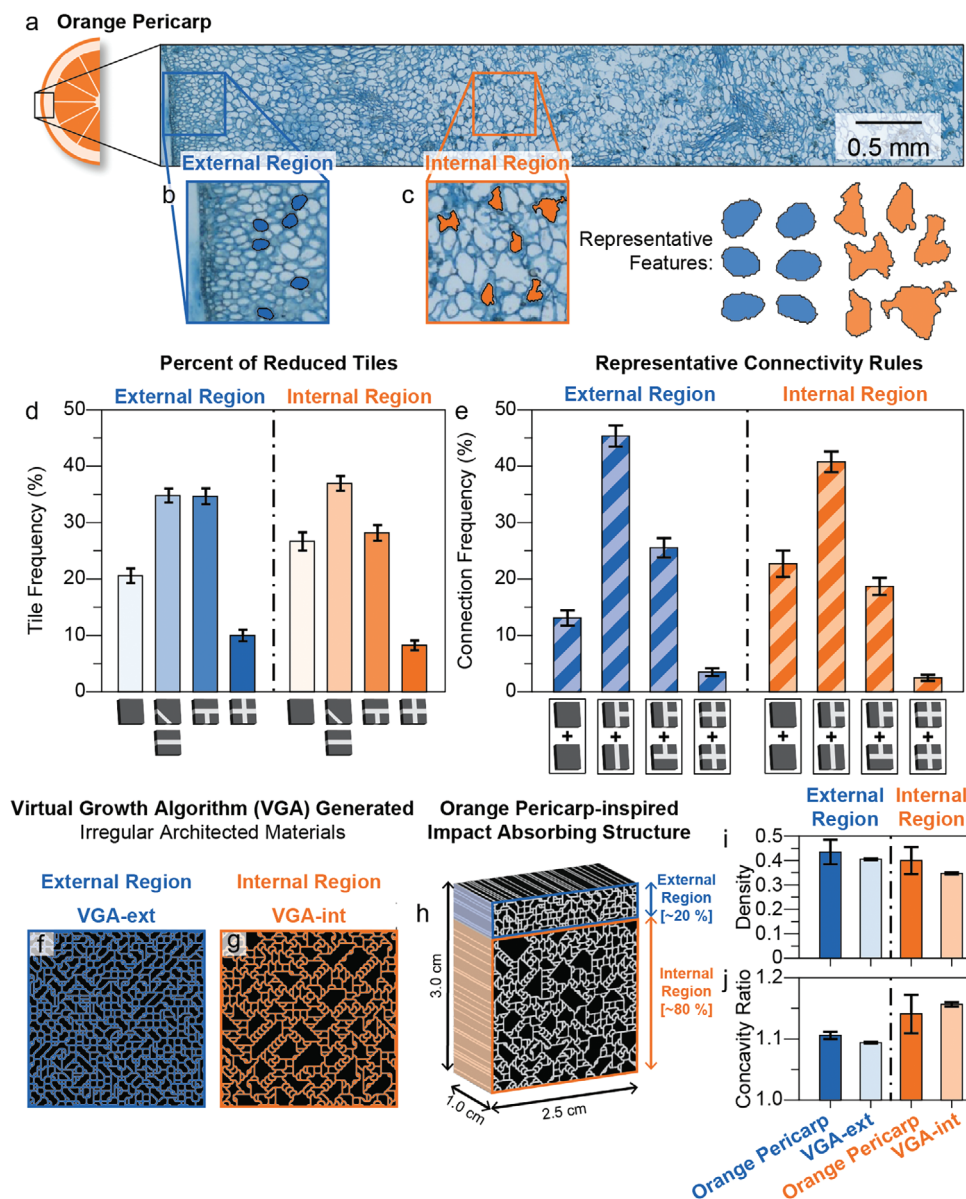 a Orange Pericarp
0.5 mm
External Region
Internal Region
b
c
Representative
Features:
Percent of Reduced Tiles
External Region
Internal Region
d
Tile Frequency (%)
50
40
30
20
10
0
Representative Connectivity Rules
External Region
Internal Region
e
Connection Frequency (%)
50
40
30
20
10
0
+
+
+
+
+
+
+
+
Virtual Growth Algorithm (VGA) Generated
Irregular Architected Materials
External Region
VGA-ext
f
Internal Region
VGA-int
g
Orange Pericarp-inspired
Impact Absorbing Structure
h
3.0 cm
1.0 cm
2.5 cm
External
Region
[~20 %]
Internal
Region
[~80 %]
External
Region
Internal
Region
i
Density
0.5
0.4
0.3
0.2
0.1
0
j
Concavity Ratio
1.2
1.1
1.0
Orange Pericarp
VGA-ext
Orange Pericarp
VGA-int